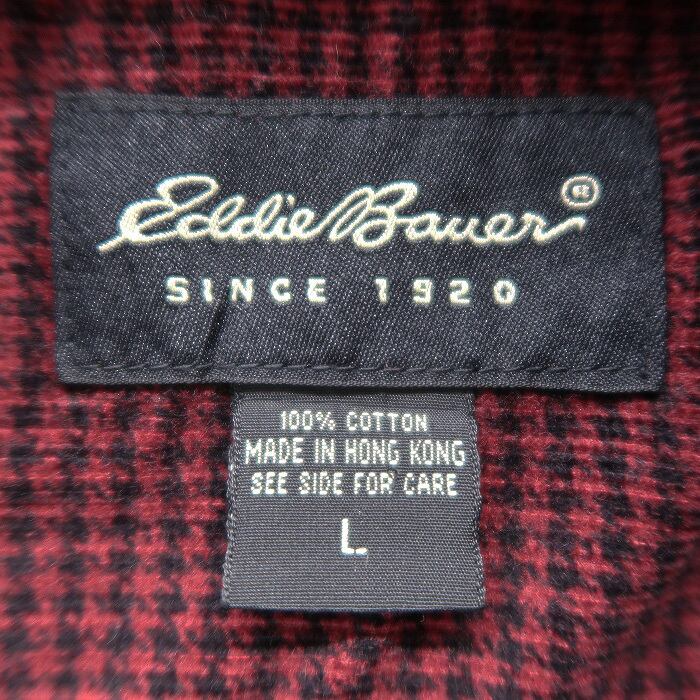 Eddie Bauer®
SINCE 1920
100% COTTON
MADE IN HONG KONG
SEE SIDE FOR CARE
L